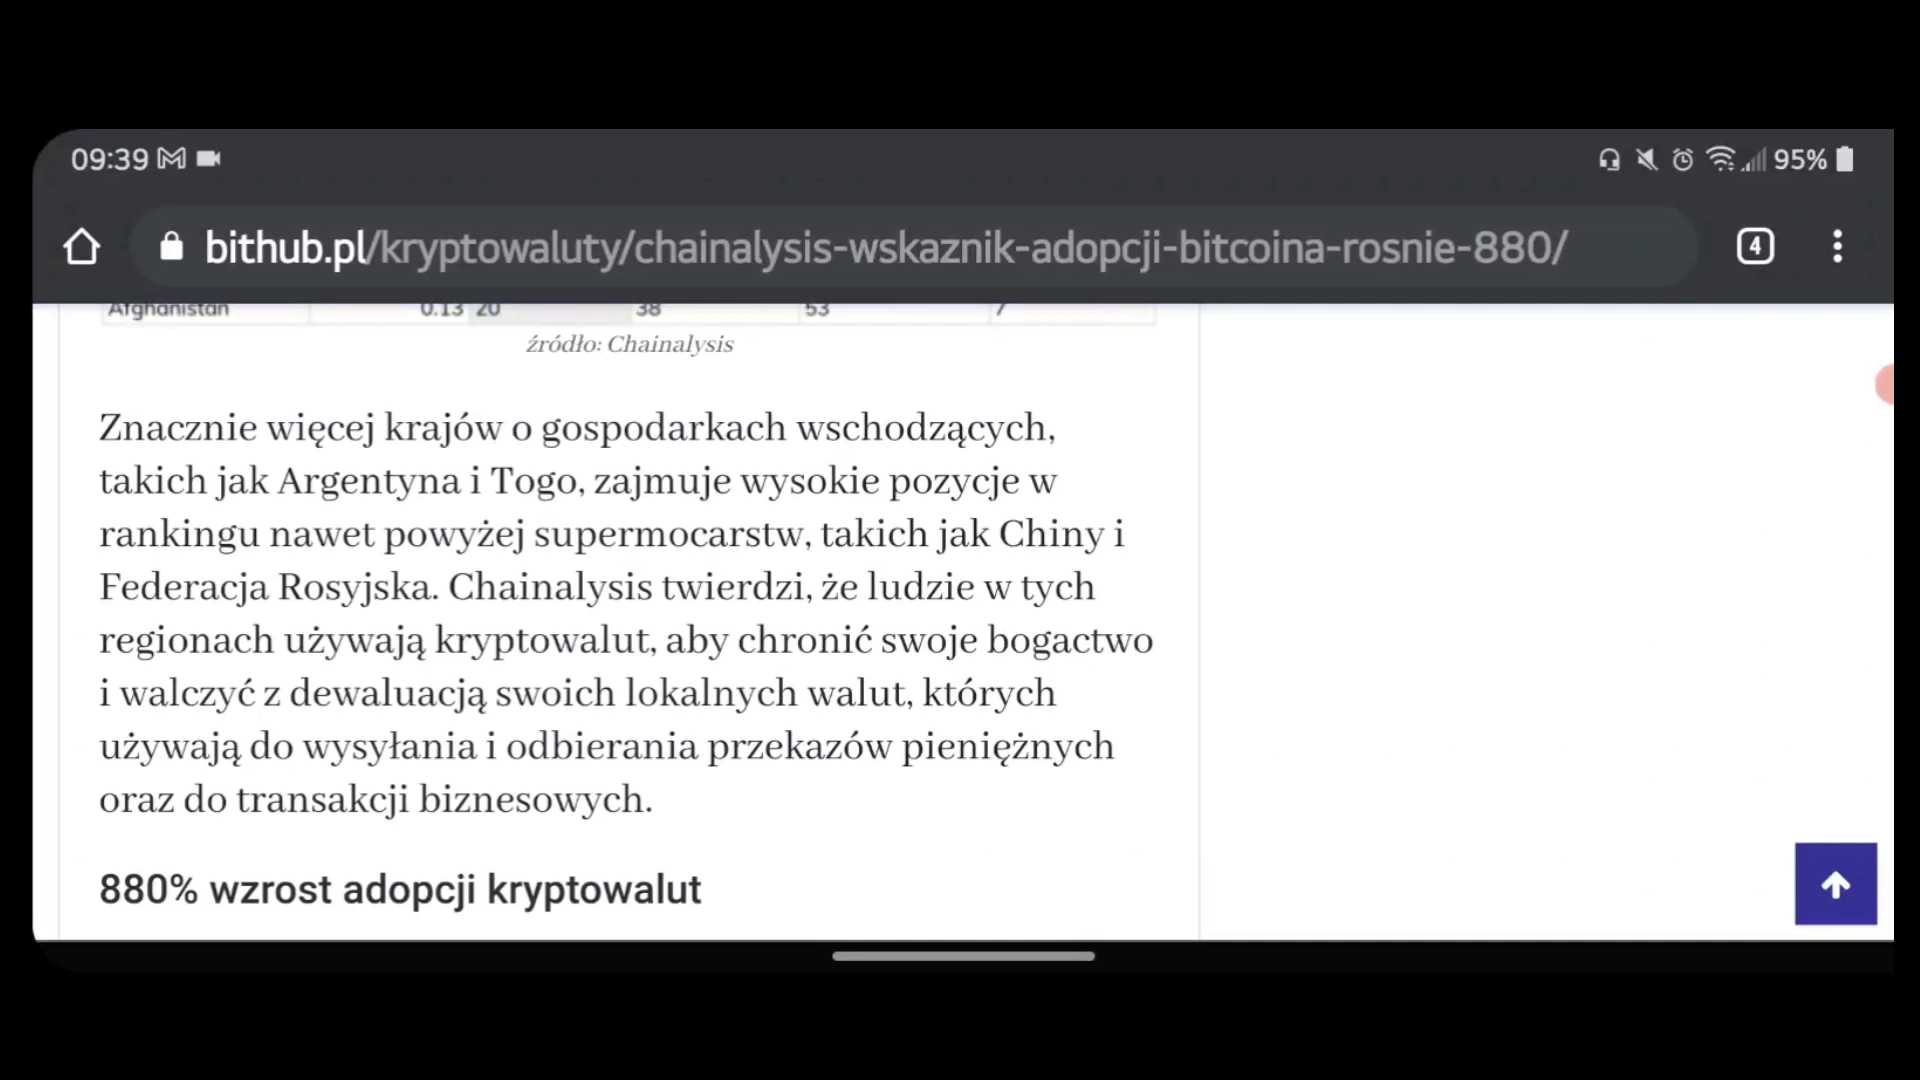 09:39
95%
bithub.pl/kryptowaluty/chainalysis-wskaznik-adopcji-bitcoina-rosnie-880/
4
Afghanistan 0.13 20 38 53 7
źródło: Chainalysis
Znacznie więcej krajów o gospodarkach wschodzących,
takich jak Argentyna i Togo, zajmuje wysokie pozycje w
rankingu nawet powyżej supermocarstw, takich jak Chiny i
Federacja Rosyjska. Chainalysis twierdzi, że ludzie w tych
regionach używają kryptowalut, aby chronić swoje bogactwo
i walczyć z dewaluacją swoich lokalnych walut, których
używają do wysyłania i odbierania przekazów pieniężnych
oraz do transakcji biznesowych.
880% wzrost adopcji kryptowalut